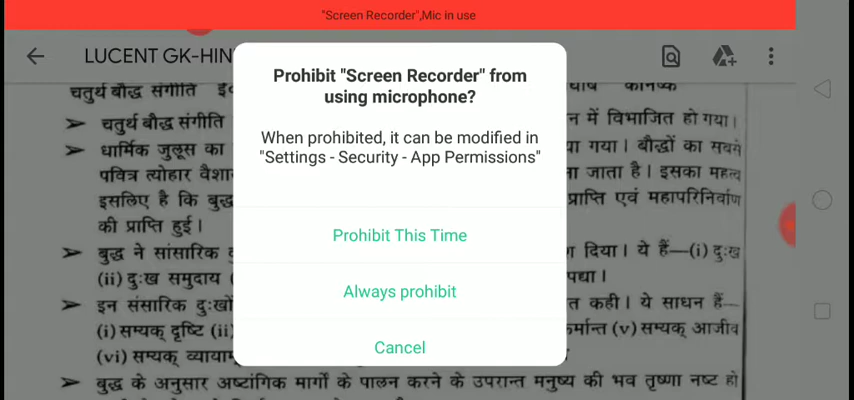 "Screen Recorder",Mic in use
LUCENT GK-HIN
Prohibit "Screen Recorder" from
using microphone?
When prohibited, it can be modified in
"Settings - Security - App Permissions"
Prohibit This Time
Always prohibit
Cancel
चतुर्थ बौद्ध संगीति
➤ चतुर्थ बौद्ध संगीति न में विभाजित हो गया।
➤ धार्मिक जुलूस का या गया। बौद्धों का सबसे
पवित्र त्योहार वैशा ना जाता है। इसका महत्व
इसलिए है कि बुद्ध प्राप्ति एवं महापरिनिर्वाण
की प्राप्ति हुई।
➤ बुद्ध ने सांसारिक दिया। ये हैं—(i) दुःख
(ii) दुःख समुदाय पद्या।
➤ इन संसारिक दुःखों त कही। ये साधन हैं—
(i) सम्यक् दृष्टि (ii) र्मान्त (v) सम्यक् आजीव
(vi) सम्यक् व्याया
➤ बुद्ध के अनुसार अष्टांगिक मार्गों के पालन करने के उपरान्त मनुष्य की भव तृष्णा नष्ट हो